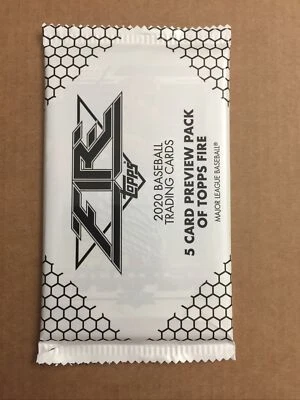 FIRE
Topps
2020 BASEBALL
TRADING CARDS
5 CARD PREVIEW PACK
OF TOPPS FIRE
MAJOR LEAGUE BASEBALL®